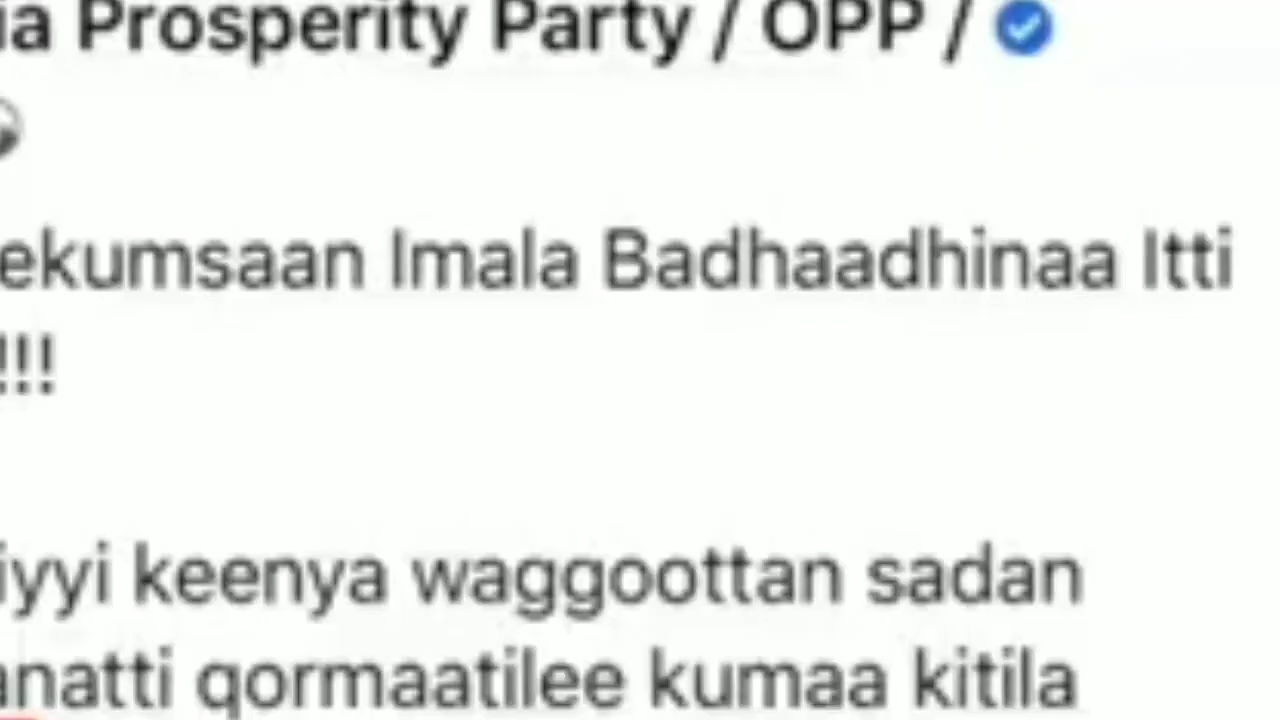 ia Prosperity Party / OPP /
ekumsaan Imala Badhaadhinaa Itti
!!!
iyyi keenya waggoottan sadan
anatti qormaatilee kumaa kitila